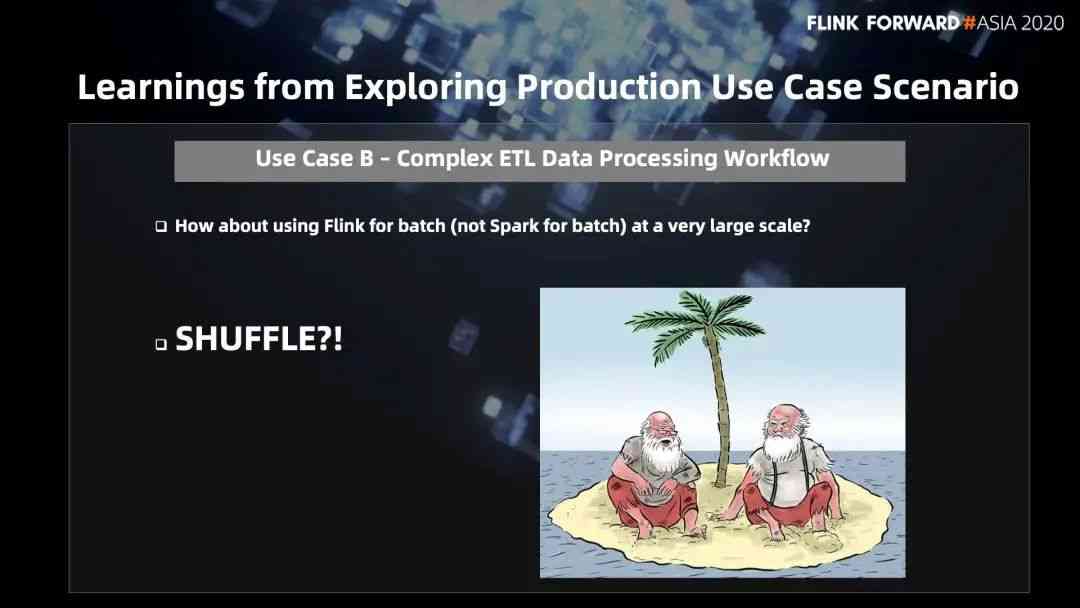 FLINK FORWARD #ASIA 2020
Learnings from Exploring Production Use Case Scenario
Use Case B – Complex ETL Data Processing Workflow
How about using Flink for batch (not Spark for batch) at a very large scale?
SHUFFLE?!